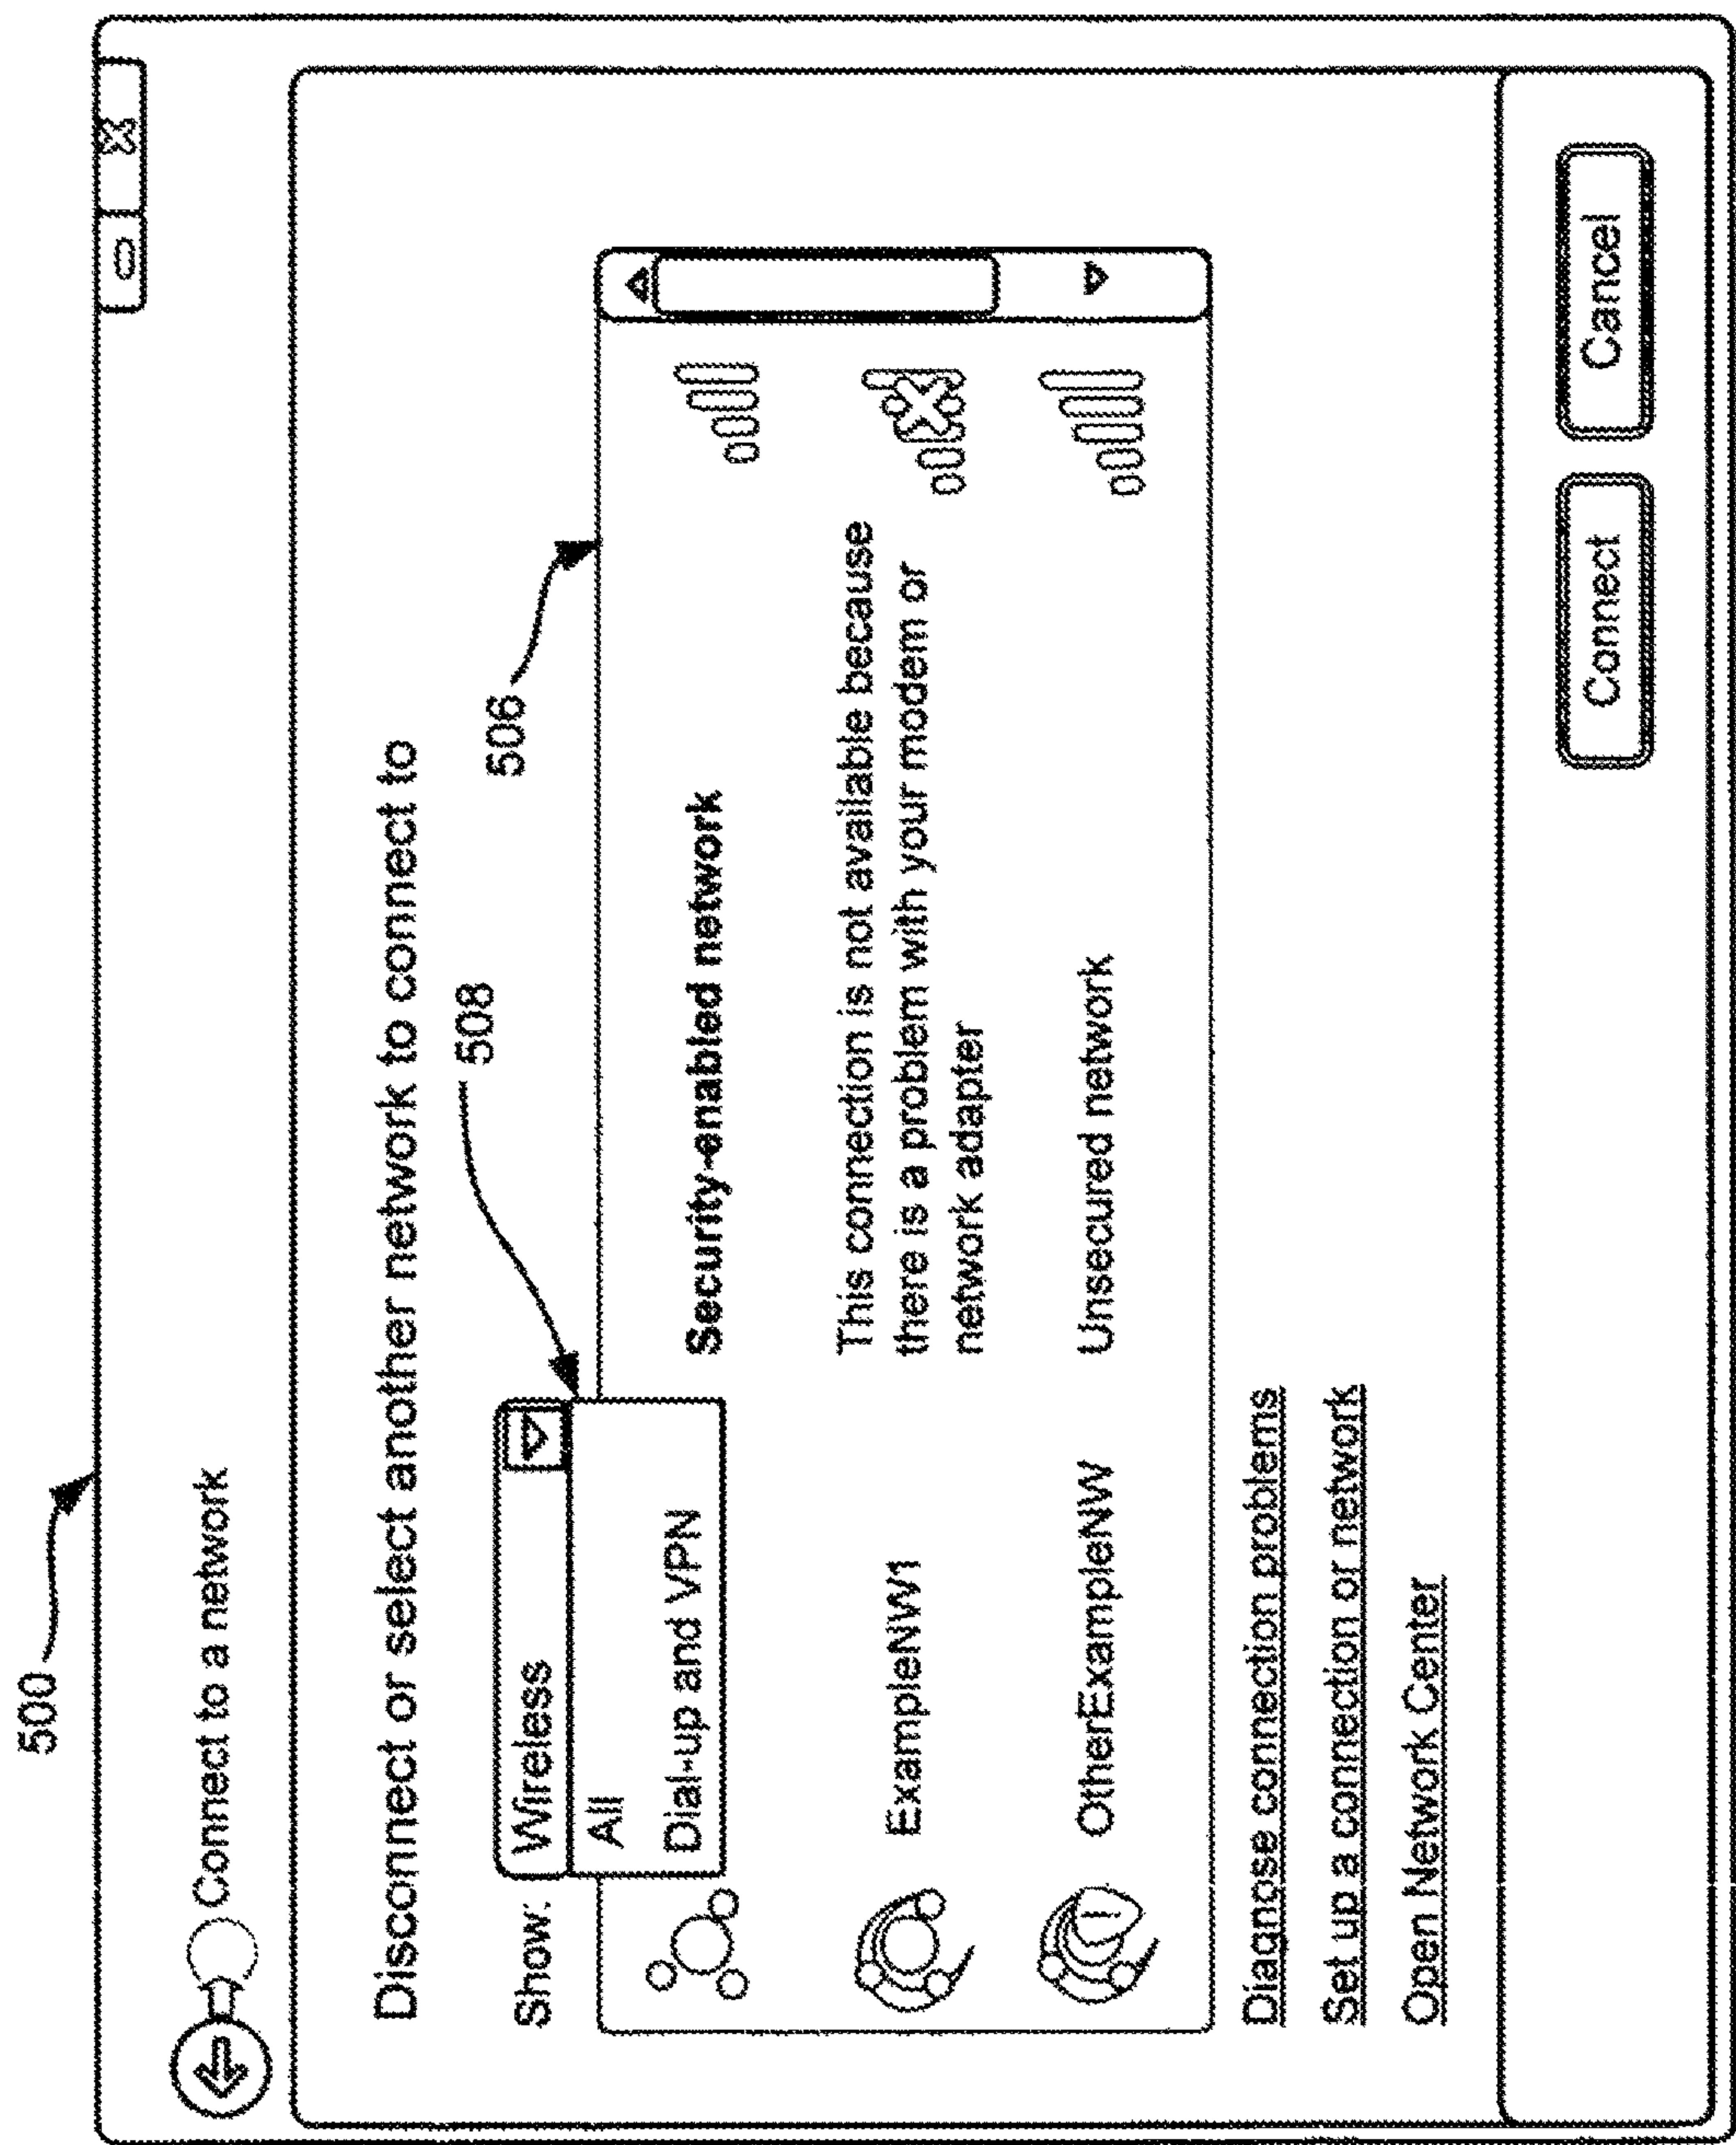 500
Connect to a network
Disconnect or select another network to connect to
508
506
Show: Wireless
All
Dial-up and VPN
Security-enabled network
ExampleNW1
This connection is not available because
there is a problem with your modem or
network adapter
OtherExampleNW
Unsecured network
Diagnose connection problems
Set up a connection or network
Open Network Center
Connect
Cancel